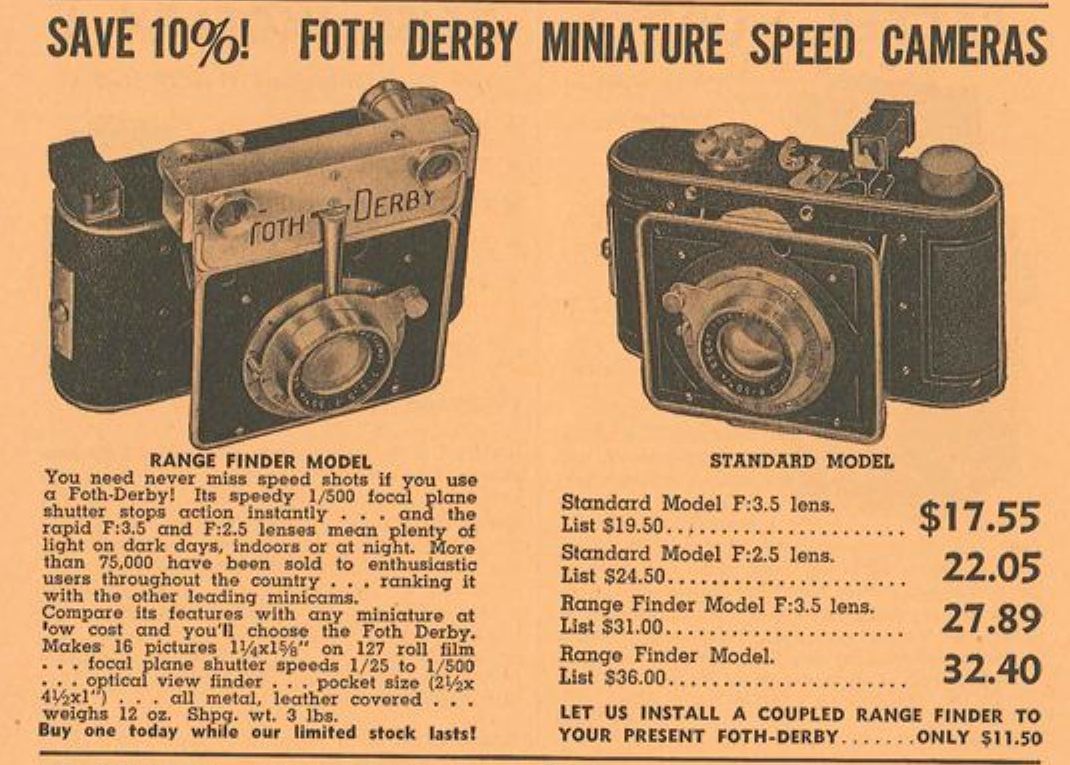 SAVE 10%! FOTH DERBY MINIATURE SPEED CAMERAS
FOTH DERBY
RANGE FINDER MODEL
You need never miss speed shots if you use
a Foth-Derby! Its speedy 1/500 focal plane
shutter stops action instantly . . . and the
rapid F:3.5 and F:2.5 lenses mean plenty of
light on dark days, indoors or at night. More
than 75,000 have been sold to enthusiastic
users throughout the country . . . ranking it
with the other leading minicams.
Compare its features with any miniature at
'ow cost and you'll choose the Foth Derby.
Makes 16 pictures 1¼x1⅝" on 127 roll film
. . . focal plane shutter speeds 1/25 to 1/500
. . . optical view finder . . . pocket size (2½x
4½x1") . . . all metal, leather covered . . .
weighs 12 oz. Shpg. wt. 3 lbs.
Buy one today while our limited stock lasts!
STANDARD MODEL
Standard Model F:3.5 lens.
List $19.50........................ $17.55
Standard Model F:2.5 lens.
List $24.50........................ 22.05
Range Finder Model F:3.5 lens.
List $31.00........................ 27.89
Range Finder Model.
List $36.00........................ 32.40
LET US INSTALL A COUPLED RANGE FINDER TO
YOUR PRESENT FOTH-DERBY.......ONLY $11.50